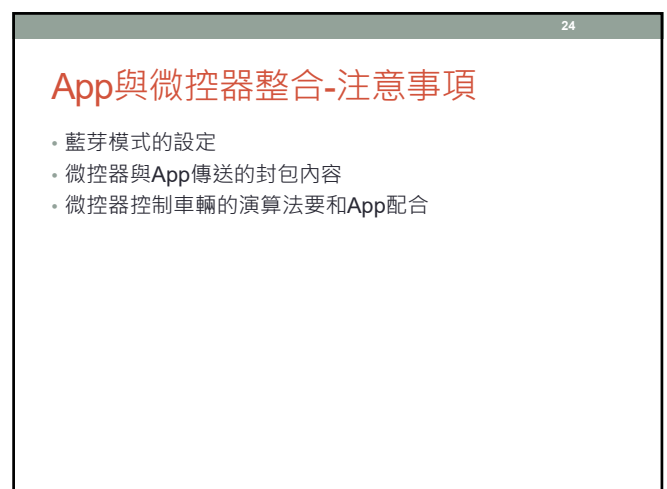 24
App與微控器整合-注意事項
• 藍芽模式的設定
• 微控器與App傳送的封包內容
• 微控器控制車輛的演算法要和App配合